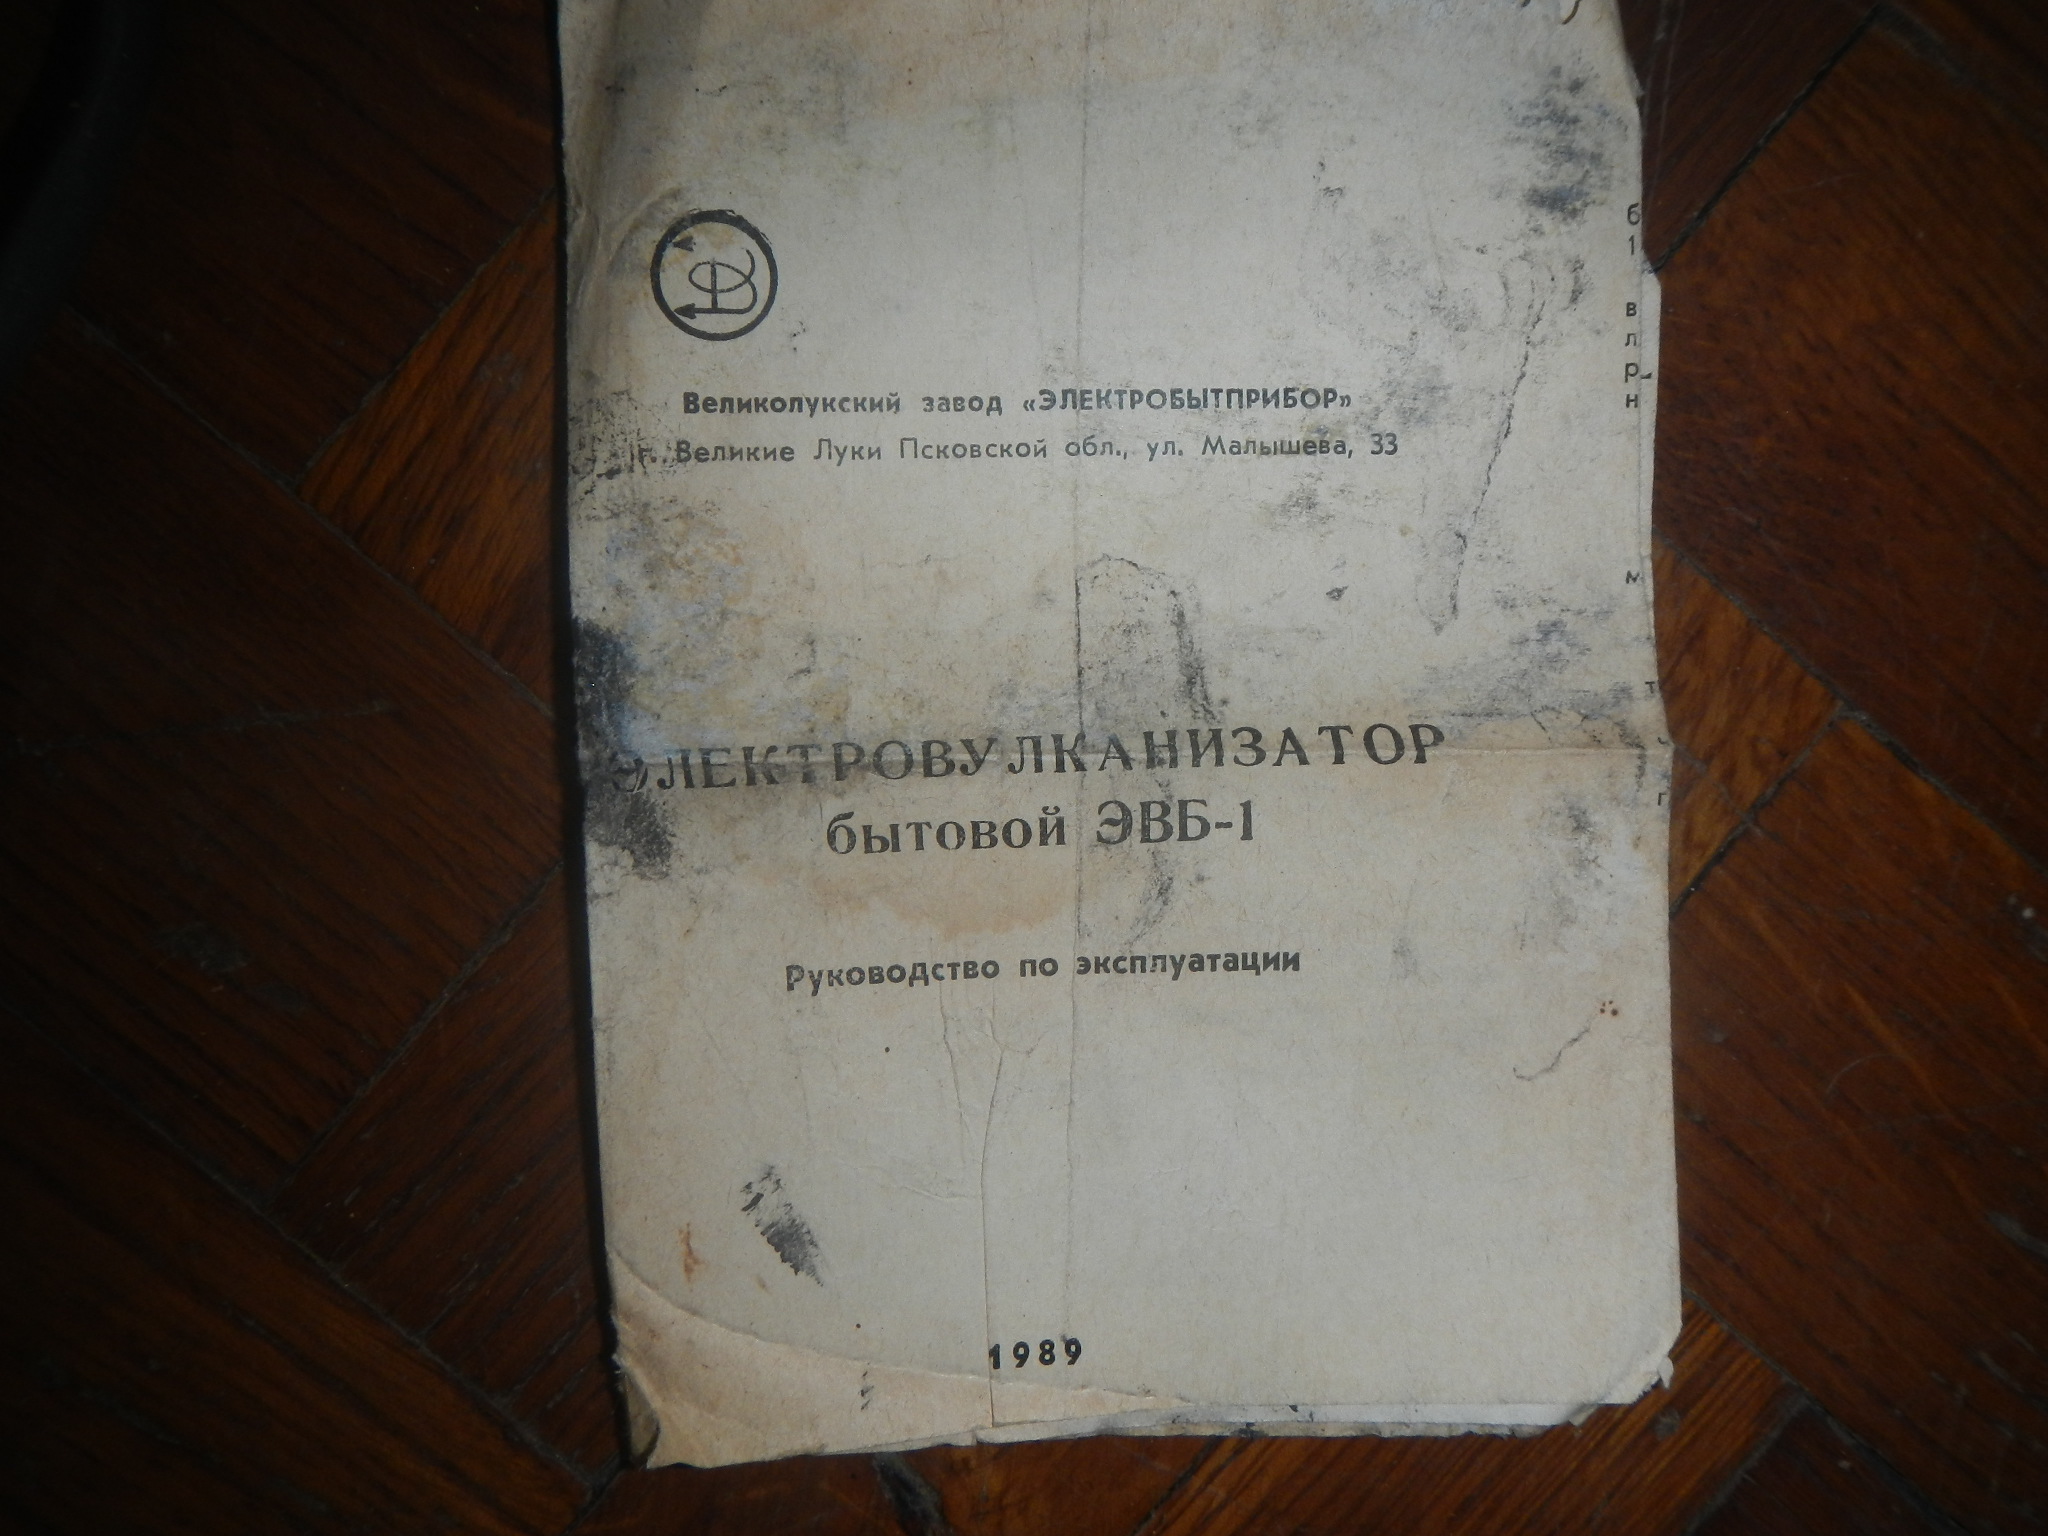 Великолукский завод «ЭЛЕКТРОБЫТПРИБОР»
г. Великие Луки Псковской обл., ул. Малышева, 33
ЭЛЕКТРОВУЛКАНИЗАТОР
бытовой ЭВБ-1
Руководство по эксплуатации
1989